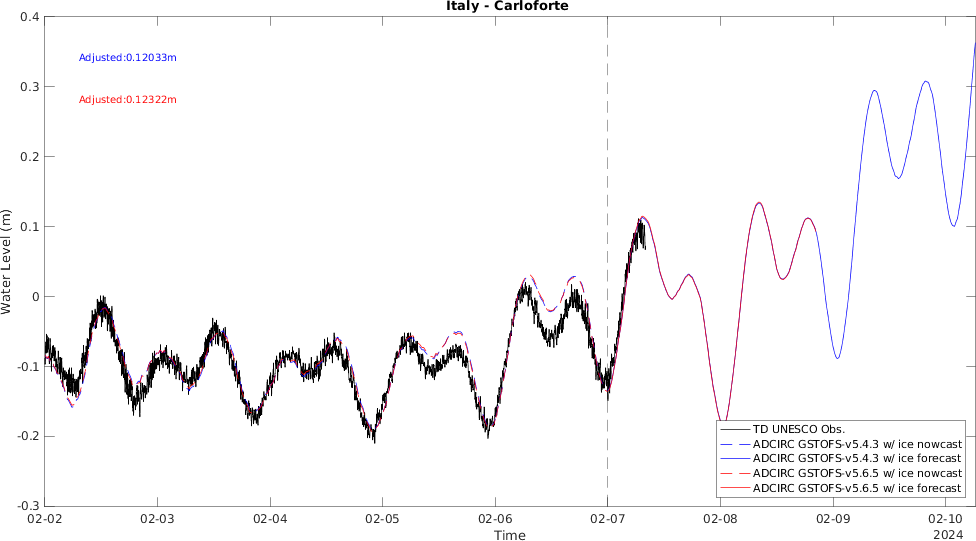 Italy - Carloforte
Adjusted:0.12033m
Adjusted:0.12322m
Water Level (m)
0.4
0.3
0.2
0.1
0
-0.1
-0.2
-0.3
TD UNESCO Obs.
ADCIRC GSTOFS-v5.4.3 w/ ice nowcast
ADCIRC GSTOFS-v5.4.3 w/ ice forecast
ADCIRC GSTOFS-v5.6.5 w/ ice nowcast
ADCIRC GSTOFS-v5.6.5 w/ ice forecast
02-02 02-03 02-04 02-05 02-06 02-07 02-08 02-09 02-10
Time
2024